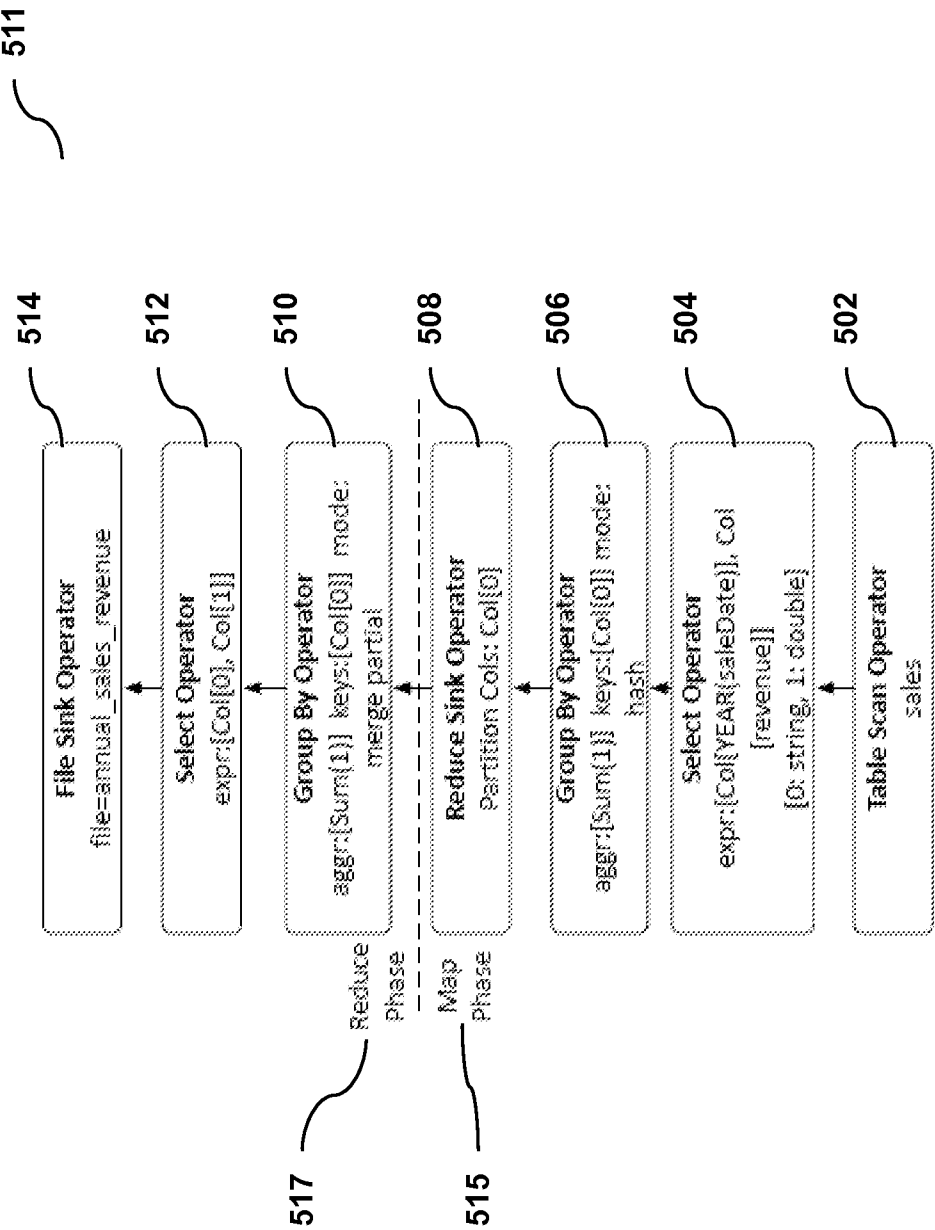 511
514
File Sink Operator
file=annual_sales_revenue
512
Select Operator
expr:[Col[0], Col[1]]
510
Group By Operator
aggr:[Sum(1)] keys:[Col[0]] mode:
merge partial
517
Reduce
Phase
515
Map
Phase
508
Reduce Sink Operator
Partition Cols: Col[0]
506
Group By Operator
aggr:[Sum(1)] keys:[Col[0]] mode:
hash
504
Select Operator
expr:[Col[YEAR(saleDate)], Col
[revenue]]
[0: string, 1: double]
502
Table Scan Operator
sales